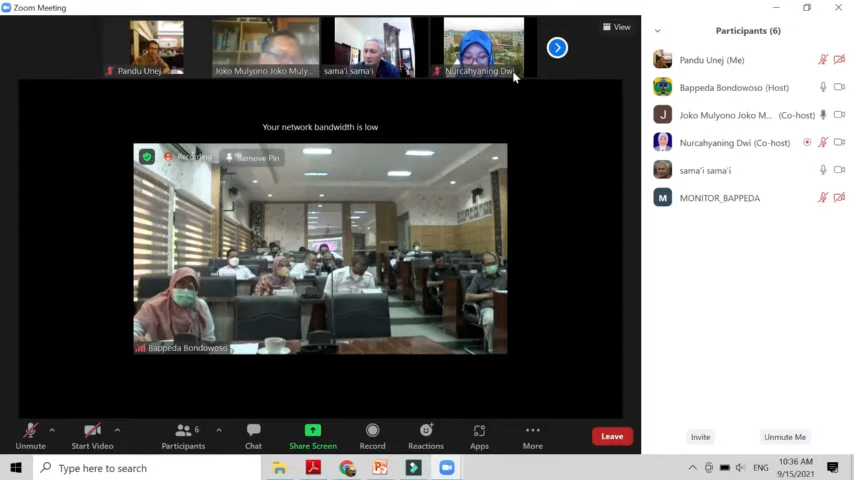 Zoom Meeting
View
Pandu Unej
Joko Mulyono Joko Muly...
sama'i sama'i
Nurcahyaning Dwi
Your network bandwidth is low
Recording
Remove Pin
Bappeda Bondowoso
Participants (6)
Pandu Unej (Me)
Bappeda Bondowoso (Host)
J
Joko Mulyono Joko M... (Co-host)
Nurcahyaning Dwi (Co-host)
sama'i sama'i
M
MONITOR_BAPPEDA
Invite
Unmute Me
6
Unmute
Start Video
Participants
Chat
Share Screen
Record
Reactions
Apps
More
Leave
Type here to search
ENG
10:36 AM
9/15/2021